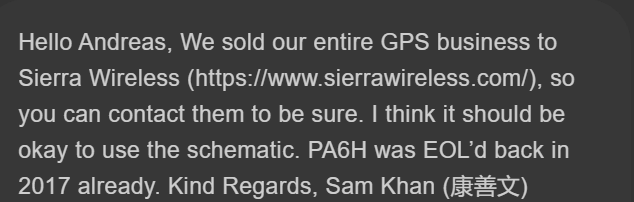 Hello Andreas, We sold our entire GPS business to
Sierra Wireless (https://www.sierrawireless.com/), so
you can contact them to be sure. I think it should be
okay to use the schematic. PA6H was EOL’d back in
2017 already. Kind Regards, Sam Khan (康善文)